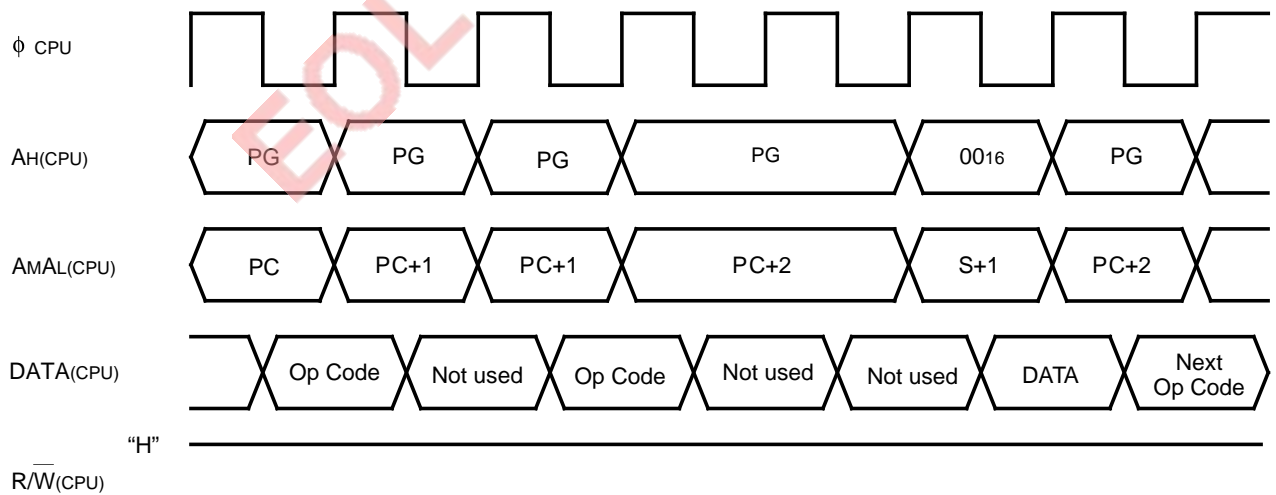 EOL
ϕ CPU
AH(CPU) PG PG PG PG 0016 PG
AMAL(CPU) PC PC+1 PC+1 PC+2 S+1 PC+2
DATA(CPU) Op Code Not used Op Code Not used Not used DATA Next Op Code
“H”
R/W(CPU)